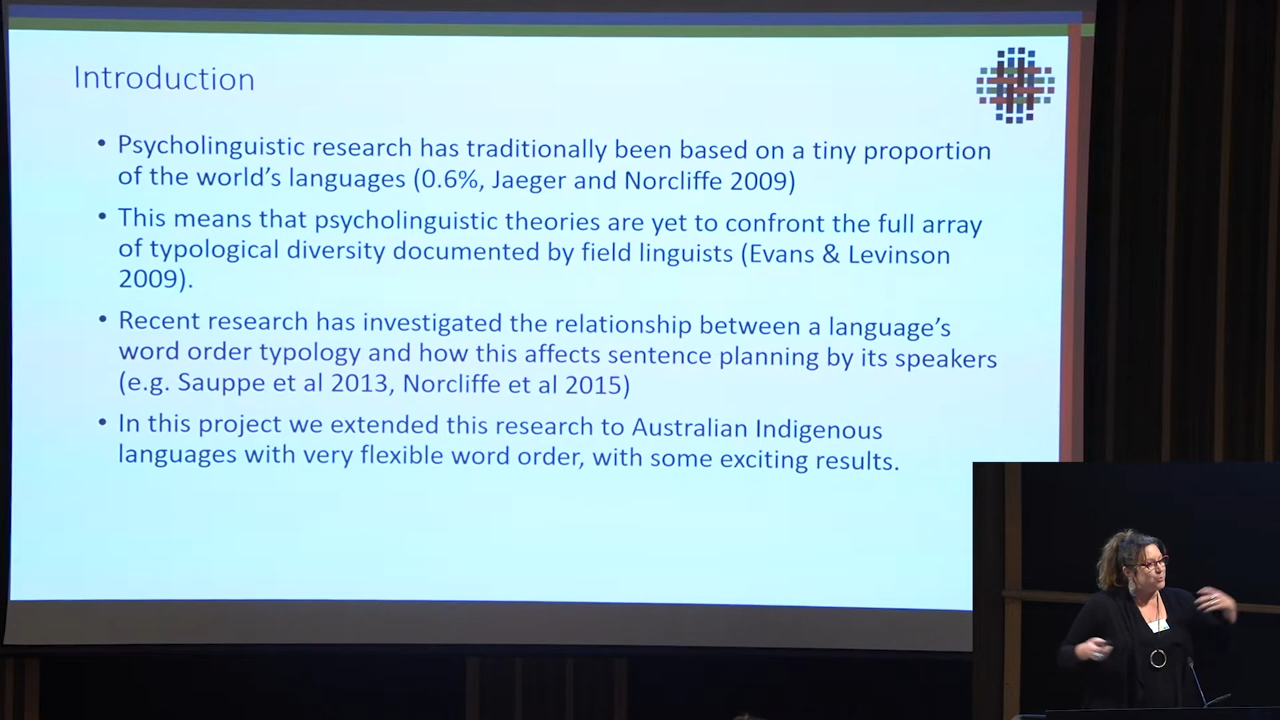 Introduction
• Psycholinguistic research has traditionally been based on a tiny proportion
of the world's languages (0.6%, Jaeger and Norcliffe 2009)
• This means that psycholinguistic theories are yet to confront the full array
of typological diversity documented by field linguists (Evans & Levinson
2009).
• Recent research has investigated the relationship between a language's
word order typology and how this affects sentence planning by its speakers
(e.g. Sauppe et al 2013, Norcliffe et al 2015)
• In this project we extended this research to Australian Indigenous
languages with very flexible word order, with some exciting results.